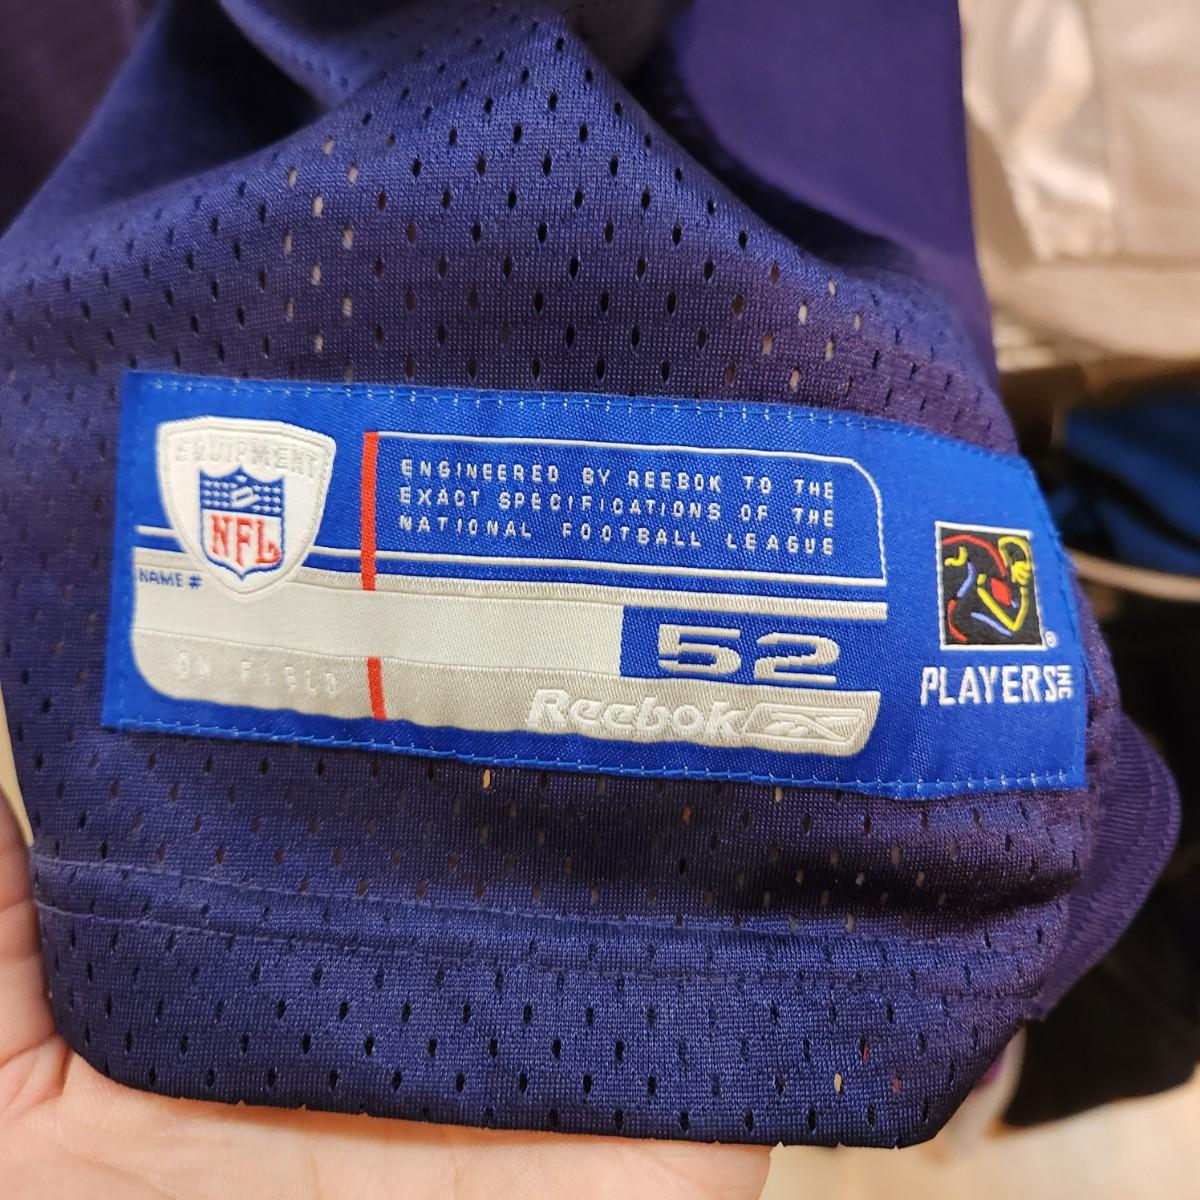 EQUIPMENT
NFL
ENGINEERED BY REEBOK TO THE
EXACT SPECIFICATIONS OF THE
NATIONAL FOOTBALL LEAGUE
NAME #
52
ON FIELD
Reebok
®
PLAYERS INC